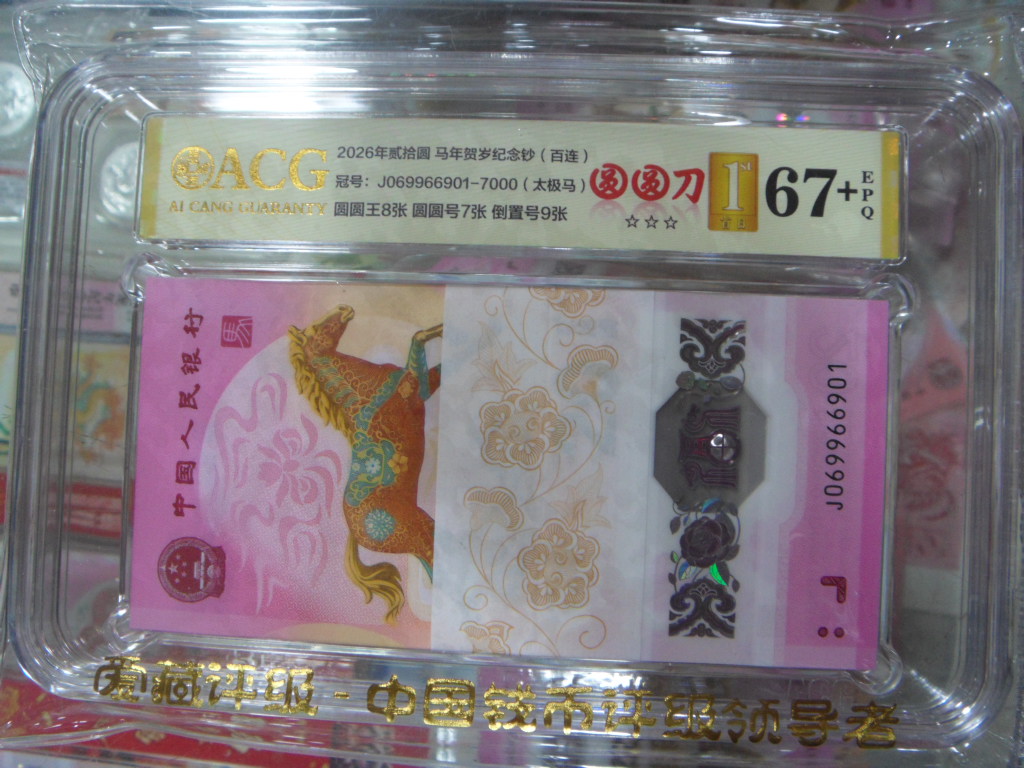 ACG
AI CANG GUARANTY
2026年贰拾圆 马年贺岁纪念钞（百连）
冠号：J069966901-7000（太极马）
圆圆王8张 圆圆号7张 倒置号9张
圆圆刀
☆☆☆
1st
67+
EPQ
中国人民银行
馬
J069966901
爱藏评级-中国钱币评级领导者